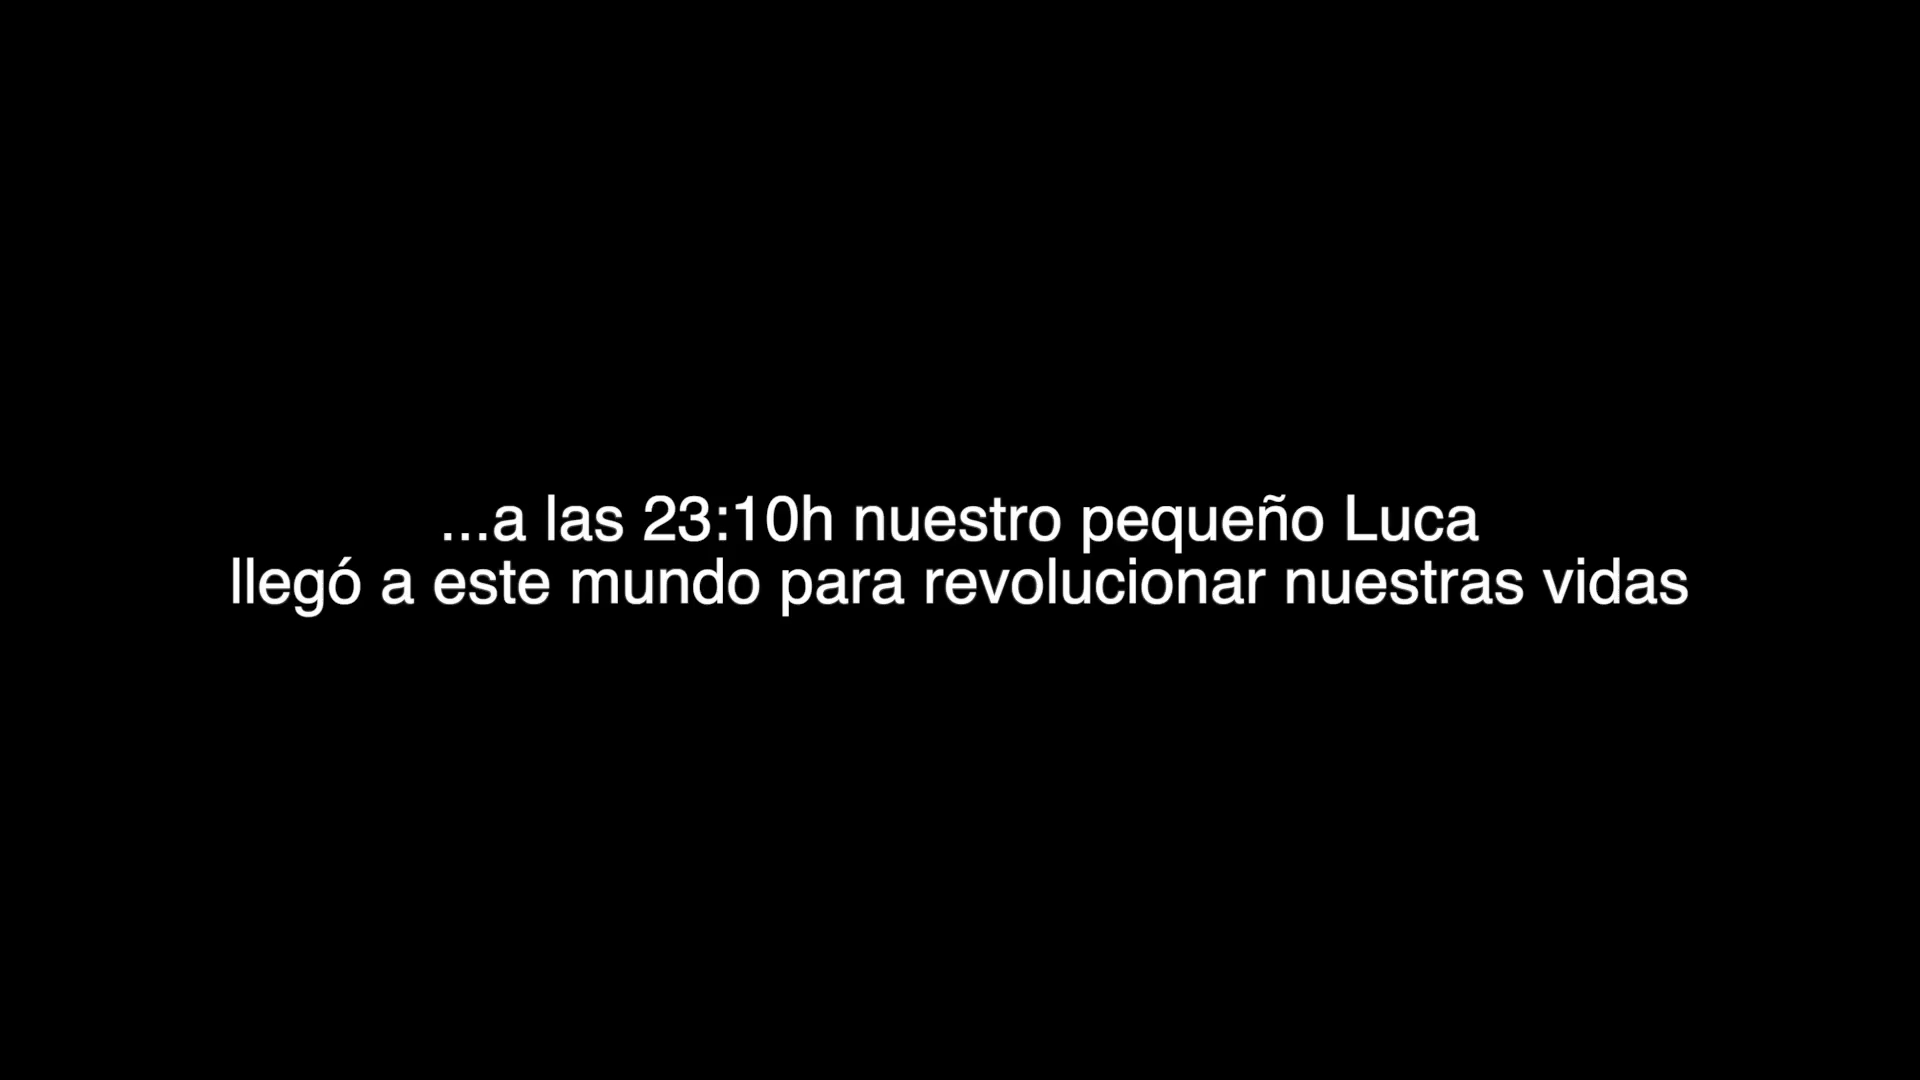 ...a las 23:10h nuestro pequeño Luca
llegó a este mundo para revolucionar nuestras vidas